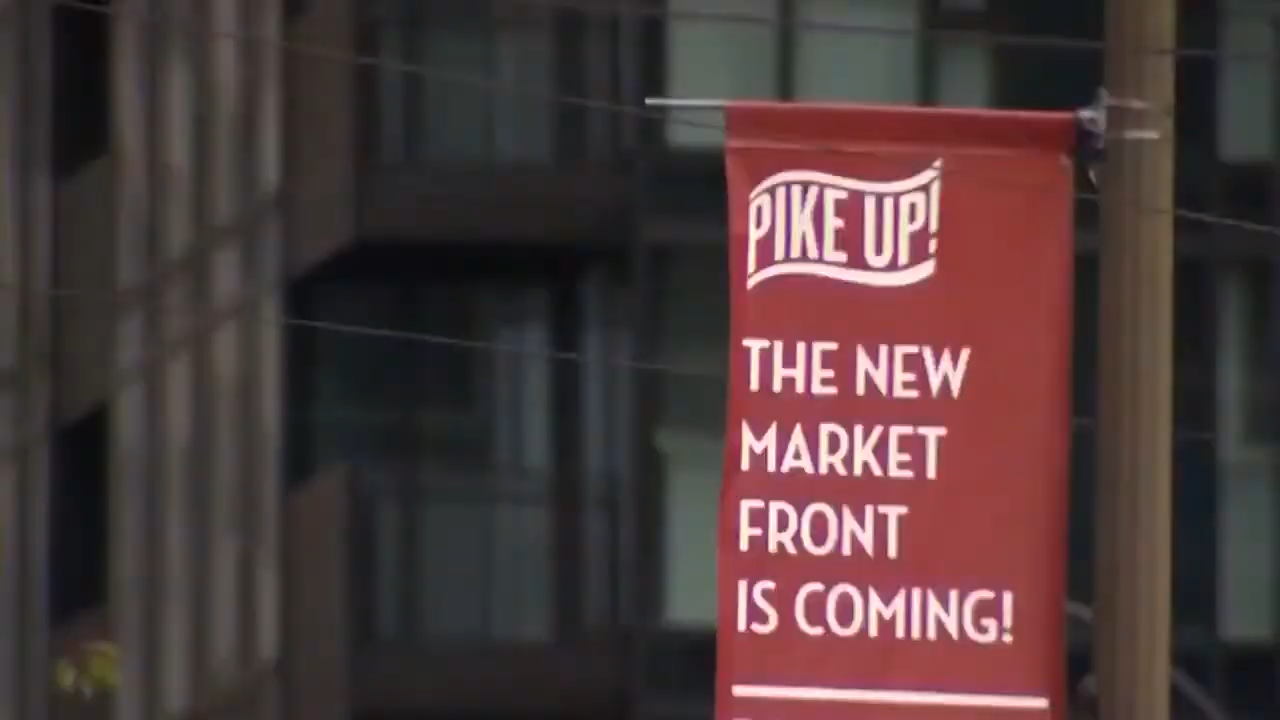 PIKE UP!
THE NEW
MARKET
FRONT
IS COMING!